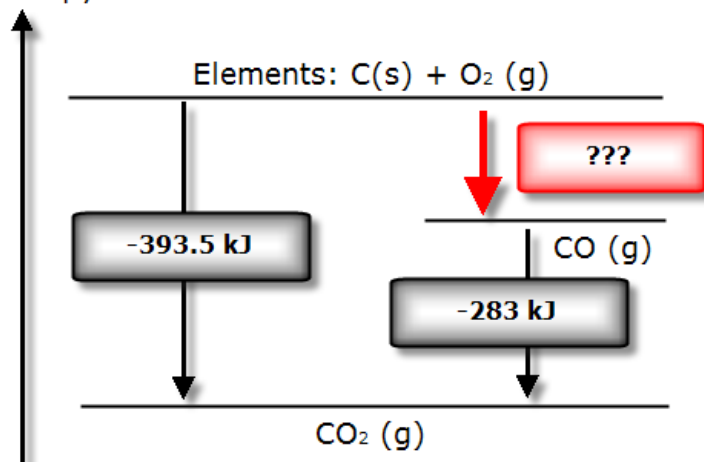 Elements: C(s) + O₂ (g)
???
-393.5 kJ
CO (g)
-283 kJ
CO₂ (g)